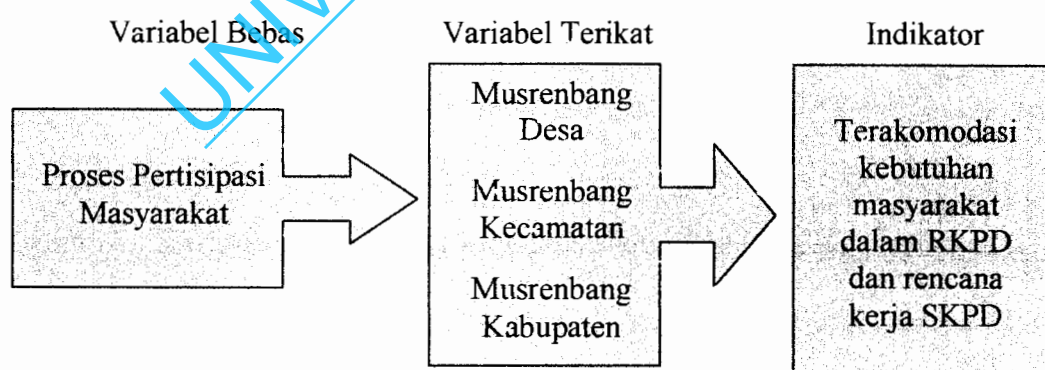 Variabel Bebas
Variabel Terikat
Indikator
Proses Pertisipasi
Masyarakat
Musrenbang
Desa
Musrenbang
Kecamatan
Musrenbang
Kabupaten
Terakomodasi
kebutuhan
masyarakat
dalam RKPD
dan rencana
kerja SKPD
UNIV